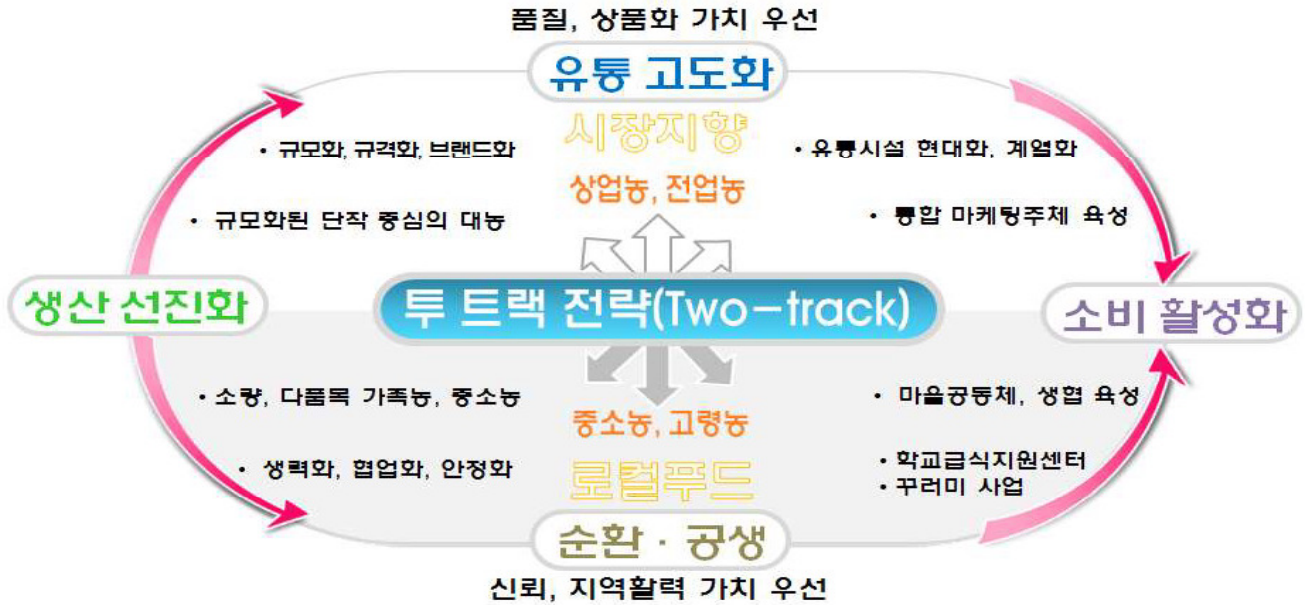 품질, 상품화 가치 우선
유통 고도화
시장지향
• 규모화, 규격화, 브랜드화
• 유통시설 현대화, 계열화
상업농, 전업농
• 규모화된 단작 중심의 대농
• 통합 마케팅주체 육성
생산 선진화
투 트랙 전략(Two-track)
소비 활성화
• 소량, 다품목 가족농, 중소농
• 마을공동체, 생협 육성
중소농, 고령농
• 생력화, 협업화, 안정화
로컬푸드
• 학교급식지원센터
• 꾸러미 사업
순환 · 공생
신뢰, 지역활력 가치 우선